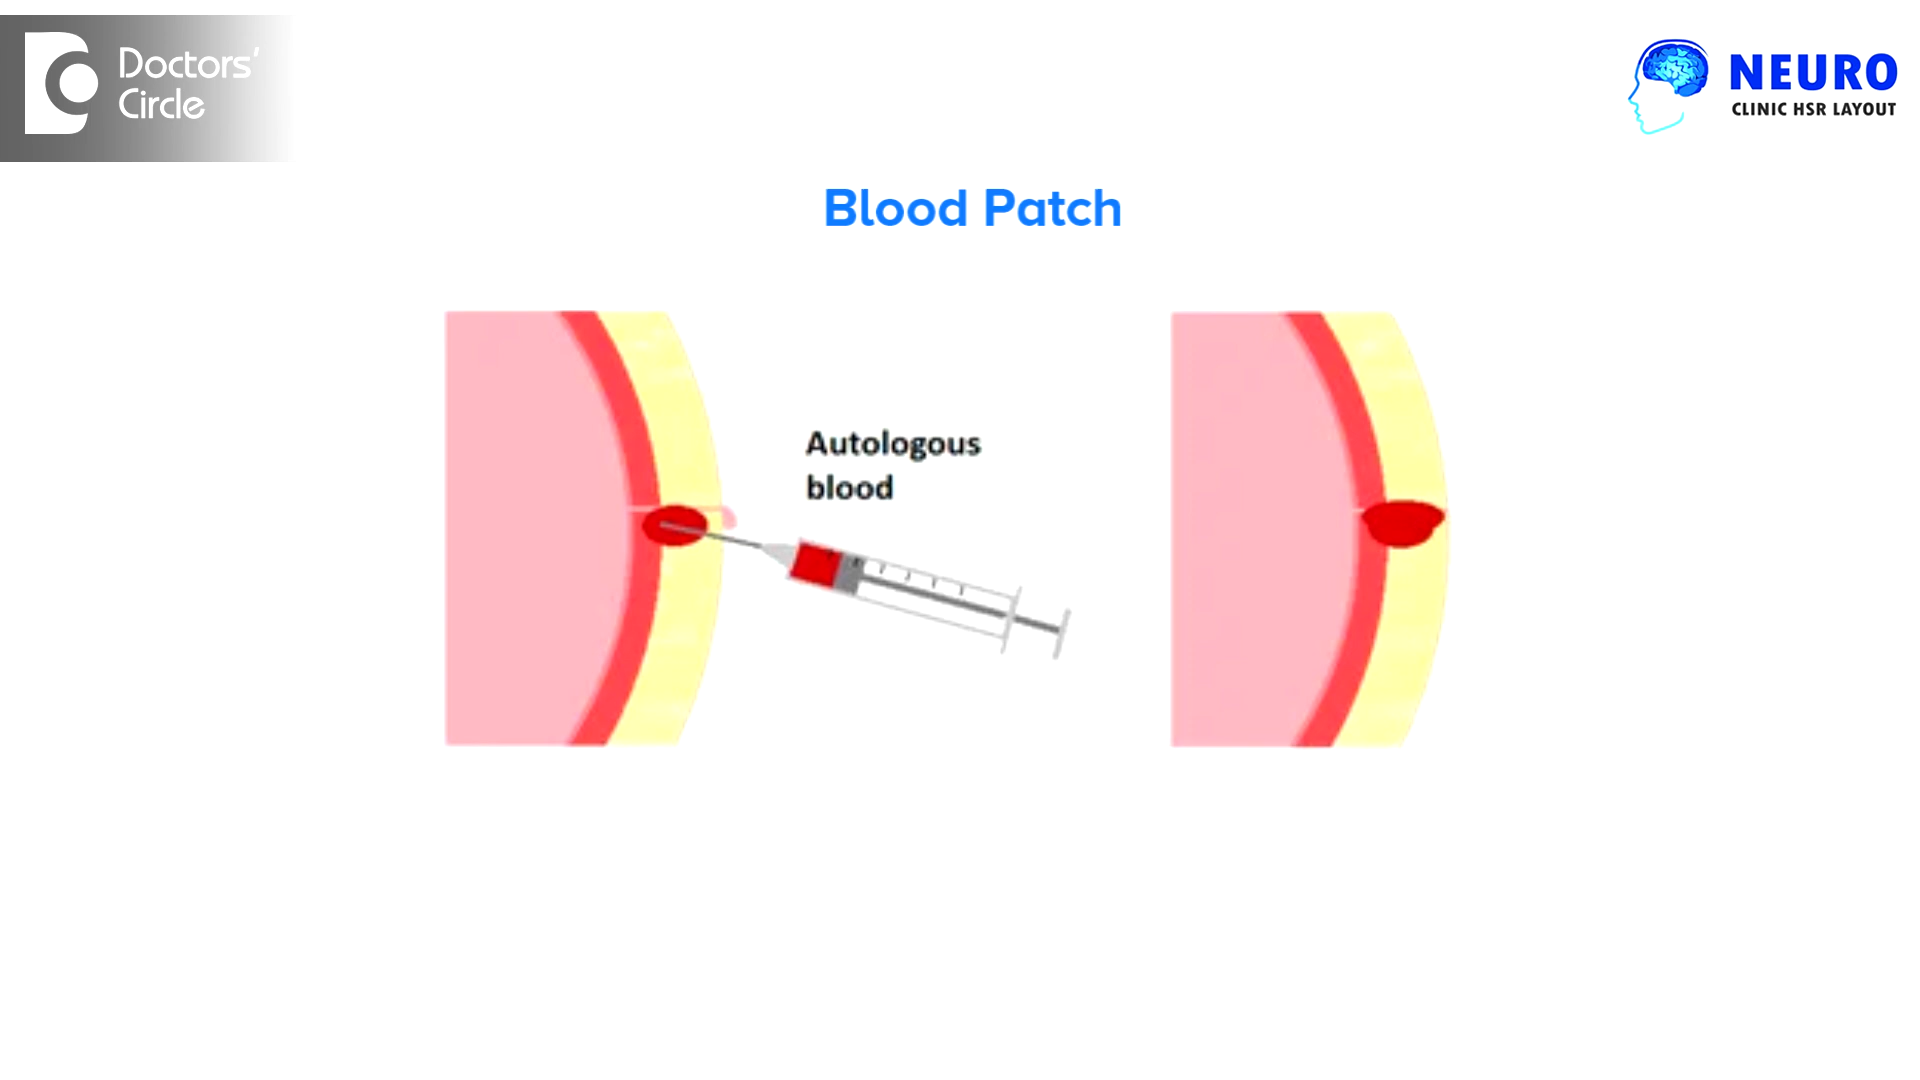 Doctors'
Circle
NEURO
CLINIC HSR LAYOUT
Blood Patch
Autologous
blood